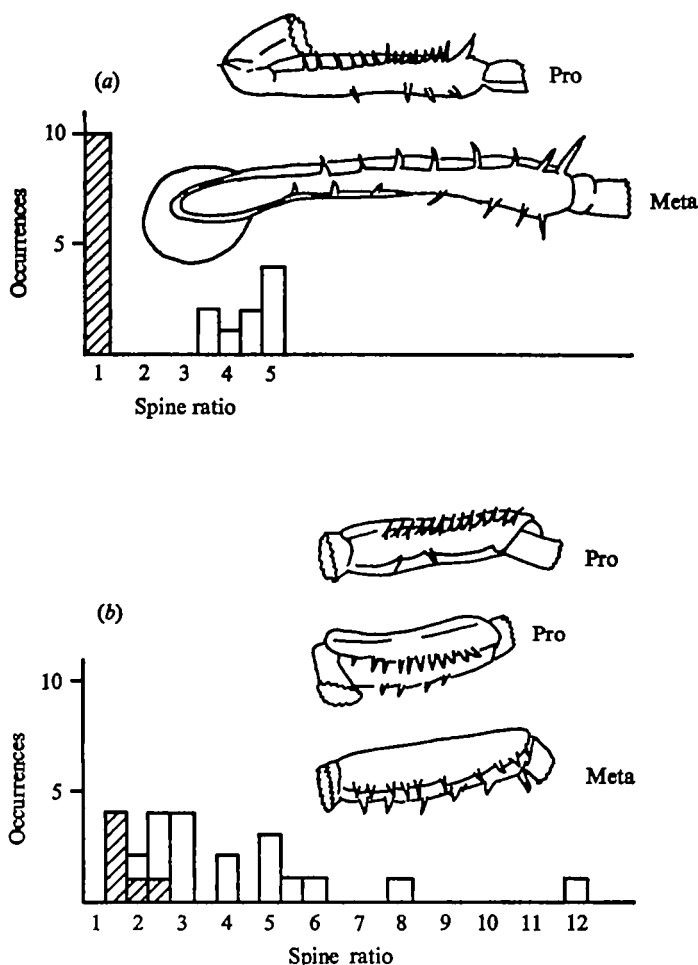 (a)
Pro
Meta
10
5
Occurrences
1 2 3 4 5
Spine ratio
Pro
(b)
Pro
Meta
10
5
Occurrences
1 2 3 4 5 6 7 8 9 10 11 12
Spine ratio